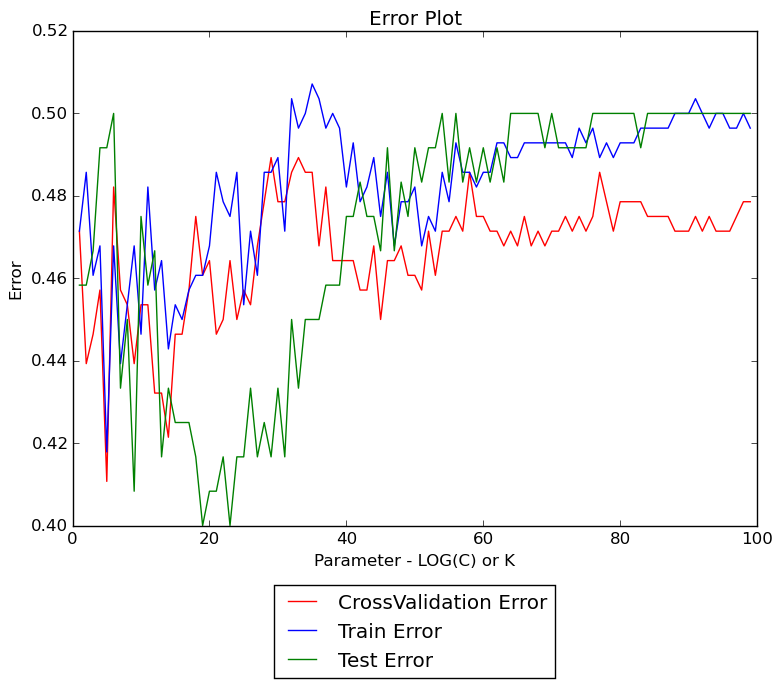 Error Plot
0.52
0.50
0.48
0.46
0.44
0.42
0.40
Error
0 20 40 60 80 100
Parameter - LOG(C) or K
CrossValidation Error
Train Error
Test Error